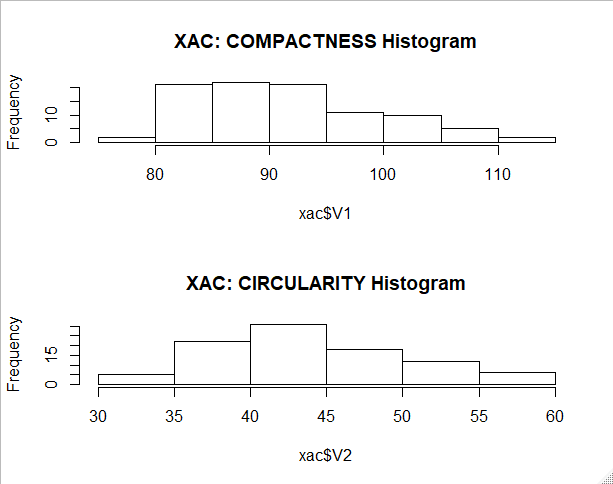 XAC: COMPACTNESS Histogram
Frequency
0 10
80 90 100 110
xac$V1
XAC: CIRCULARITY Histogram
Frequency
0 15
30 35 40 45 50 55 60
xac$V2